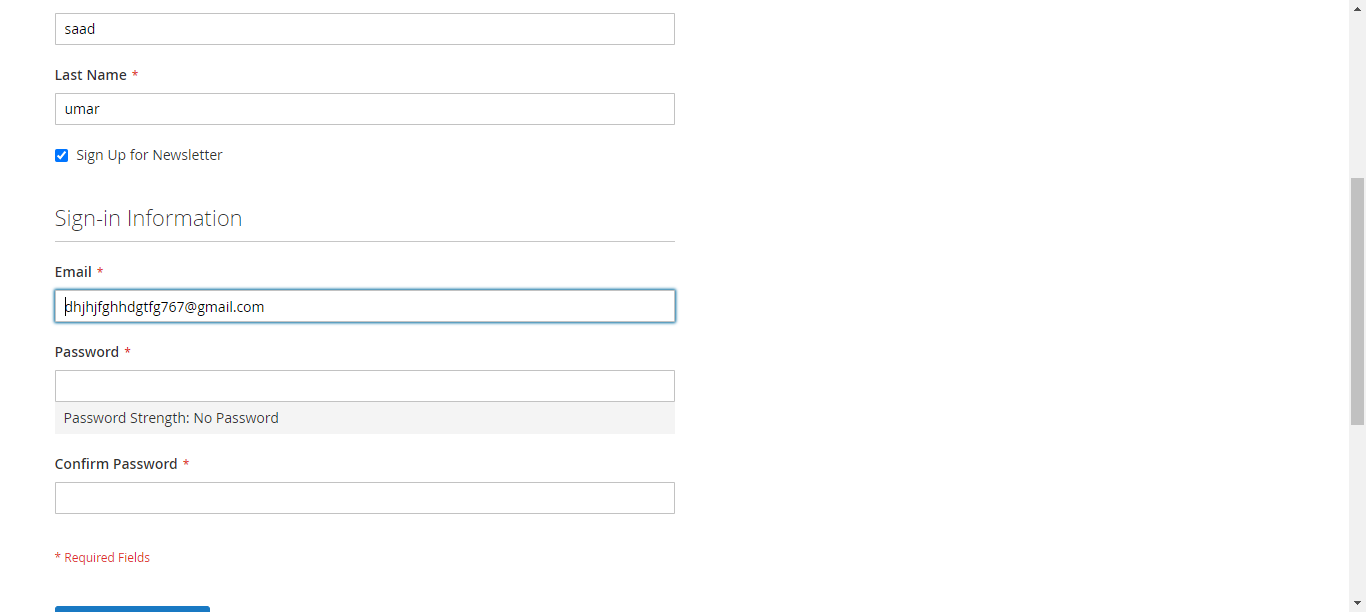 saad
Last Name *
umar
Sign Up for Newsletter
Sign-in Information
Email *
dhjhjfghhdgtfg767@gmail.com
Password *
Password Strength: No Password
Confirm Password *
* Required Fields